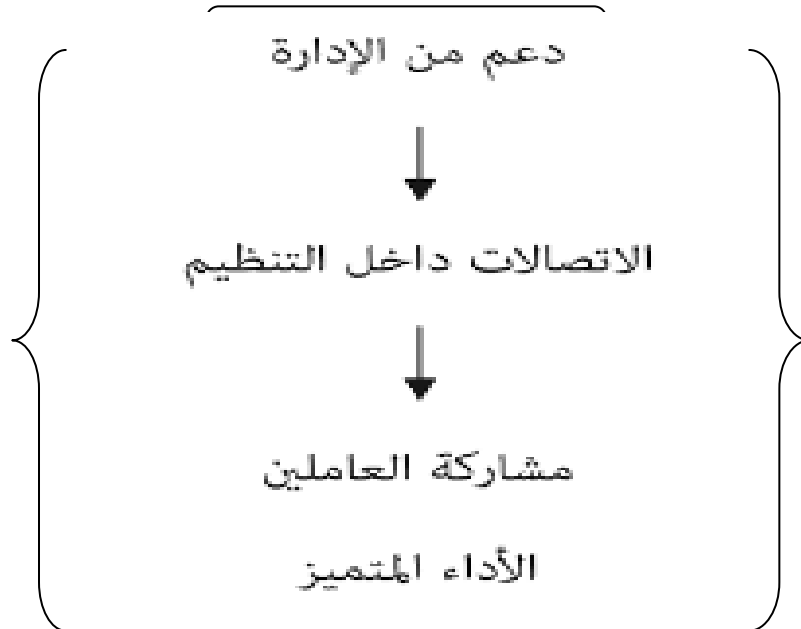 دعم من الإدارة
الاتصالات داخل التنظيم
مشاركة العاملين
الأداء المتميز